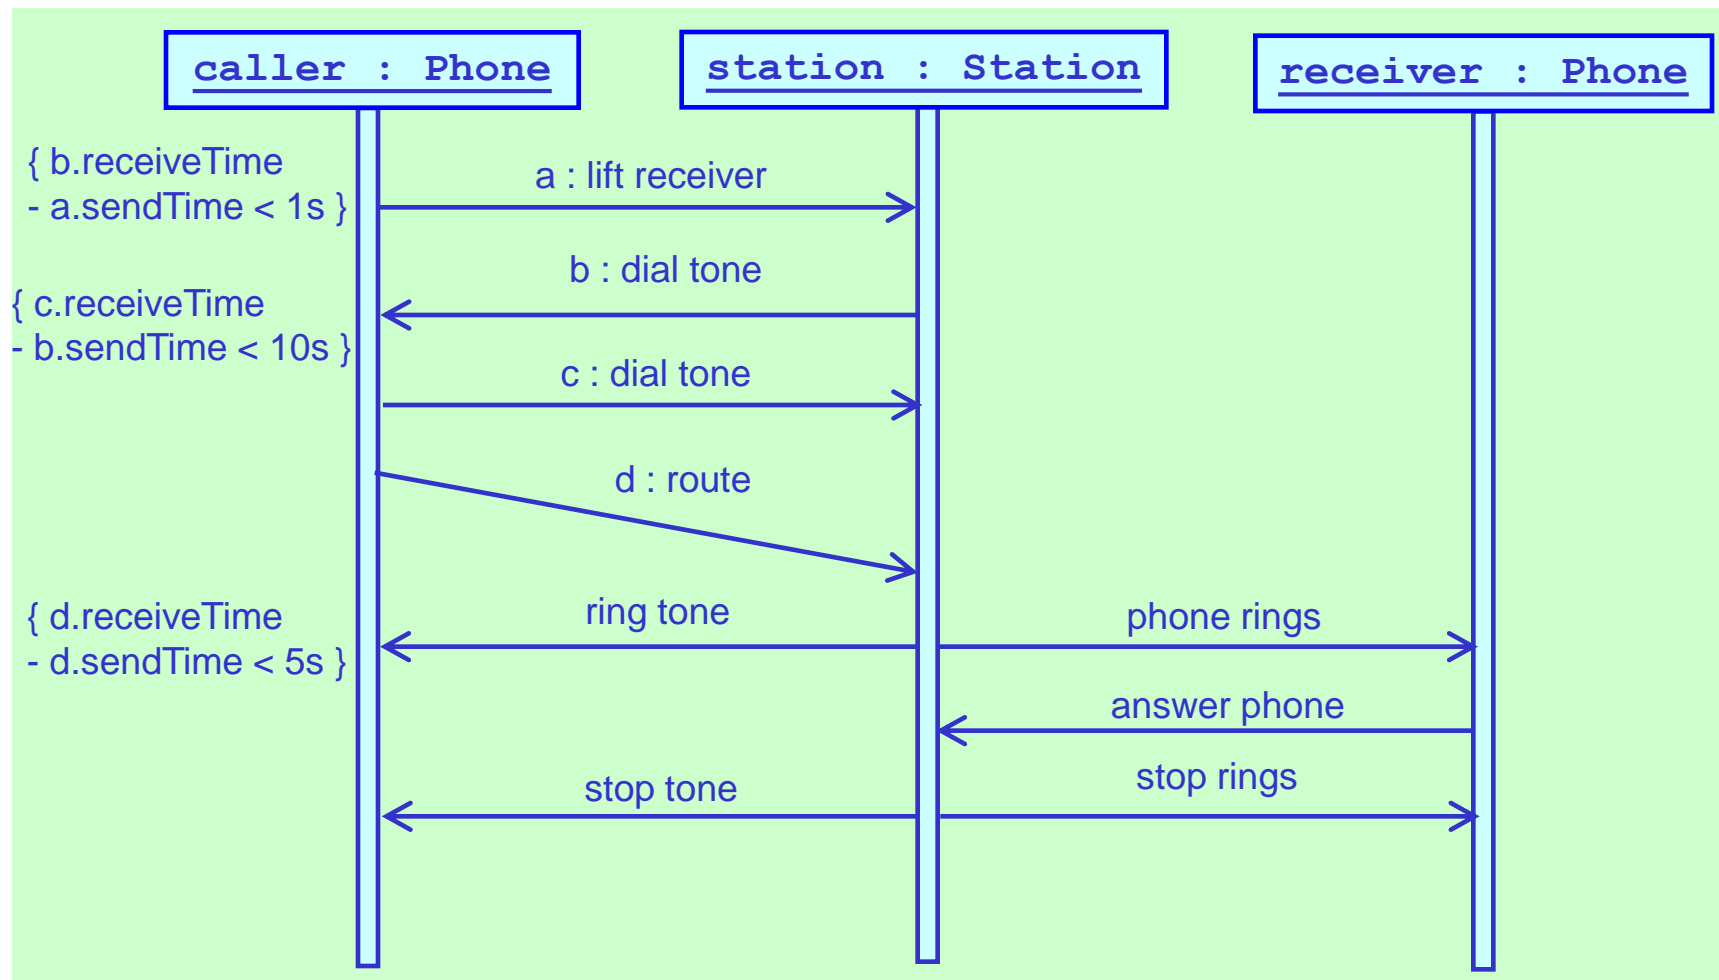 caller : Phone
station : Station
receiver : Phone
{ b.receiveTime
- a.sendTime < 1s }
a : lift receiver
b : dial tone
{ c.receiveTime
- b.sendTime < 10s }
c : dial tone
d : route
{ d.receiveTime
- d.sendTime < 5s }
ring tone
phone rings
answer phone
stop tone
stop rings